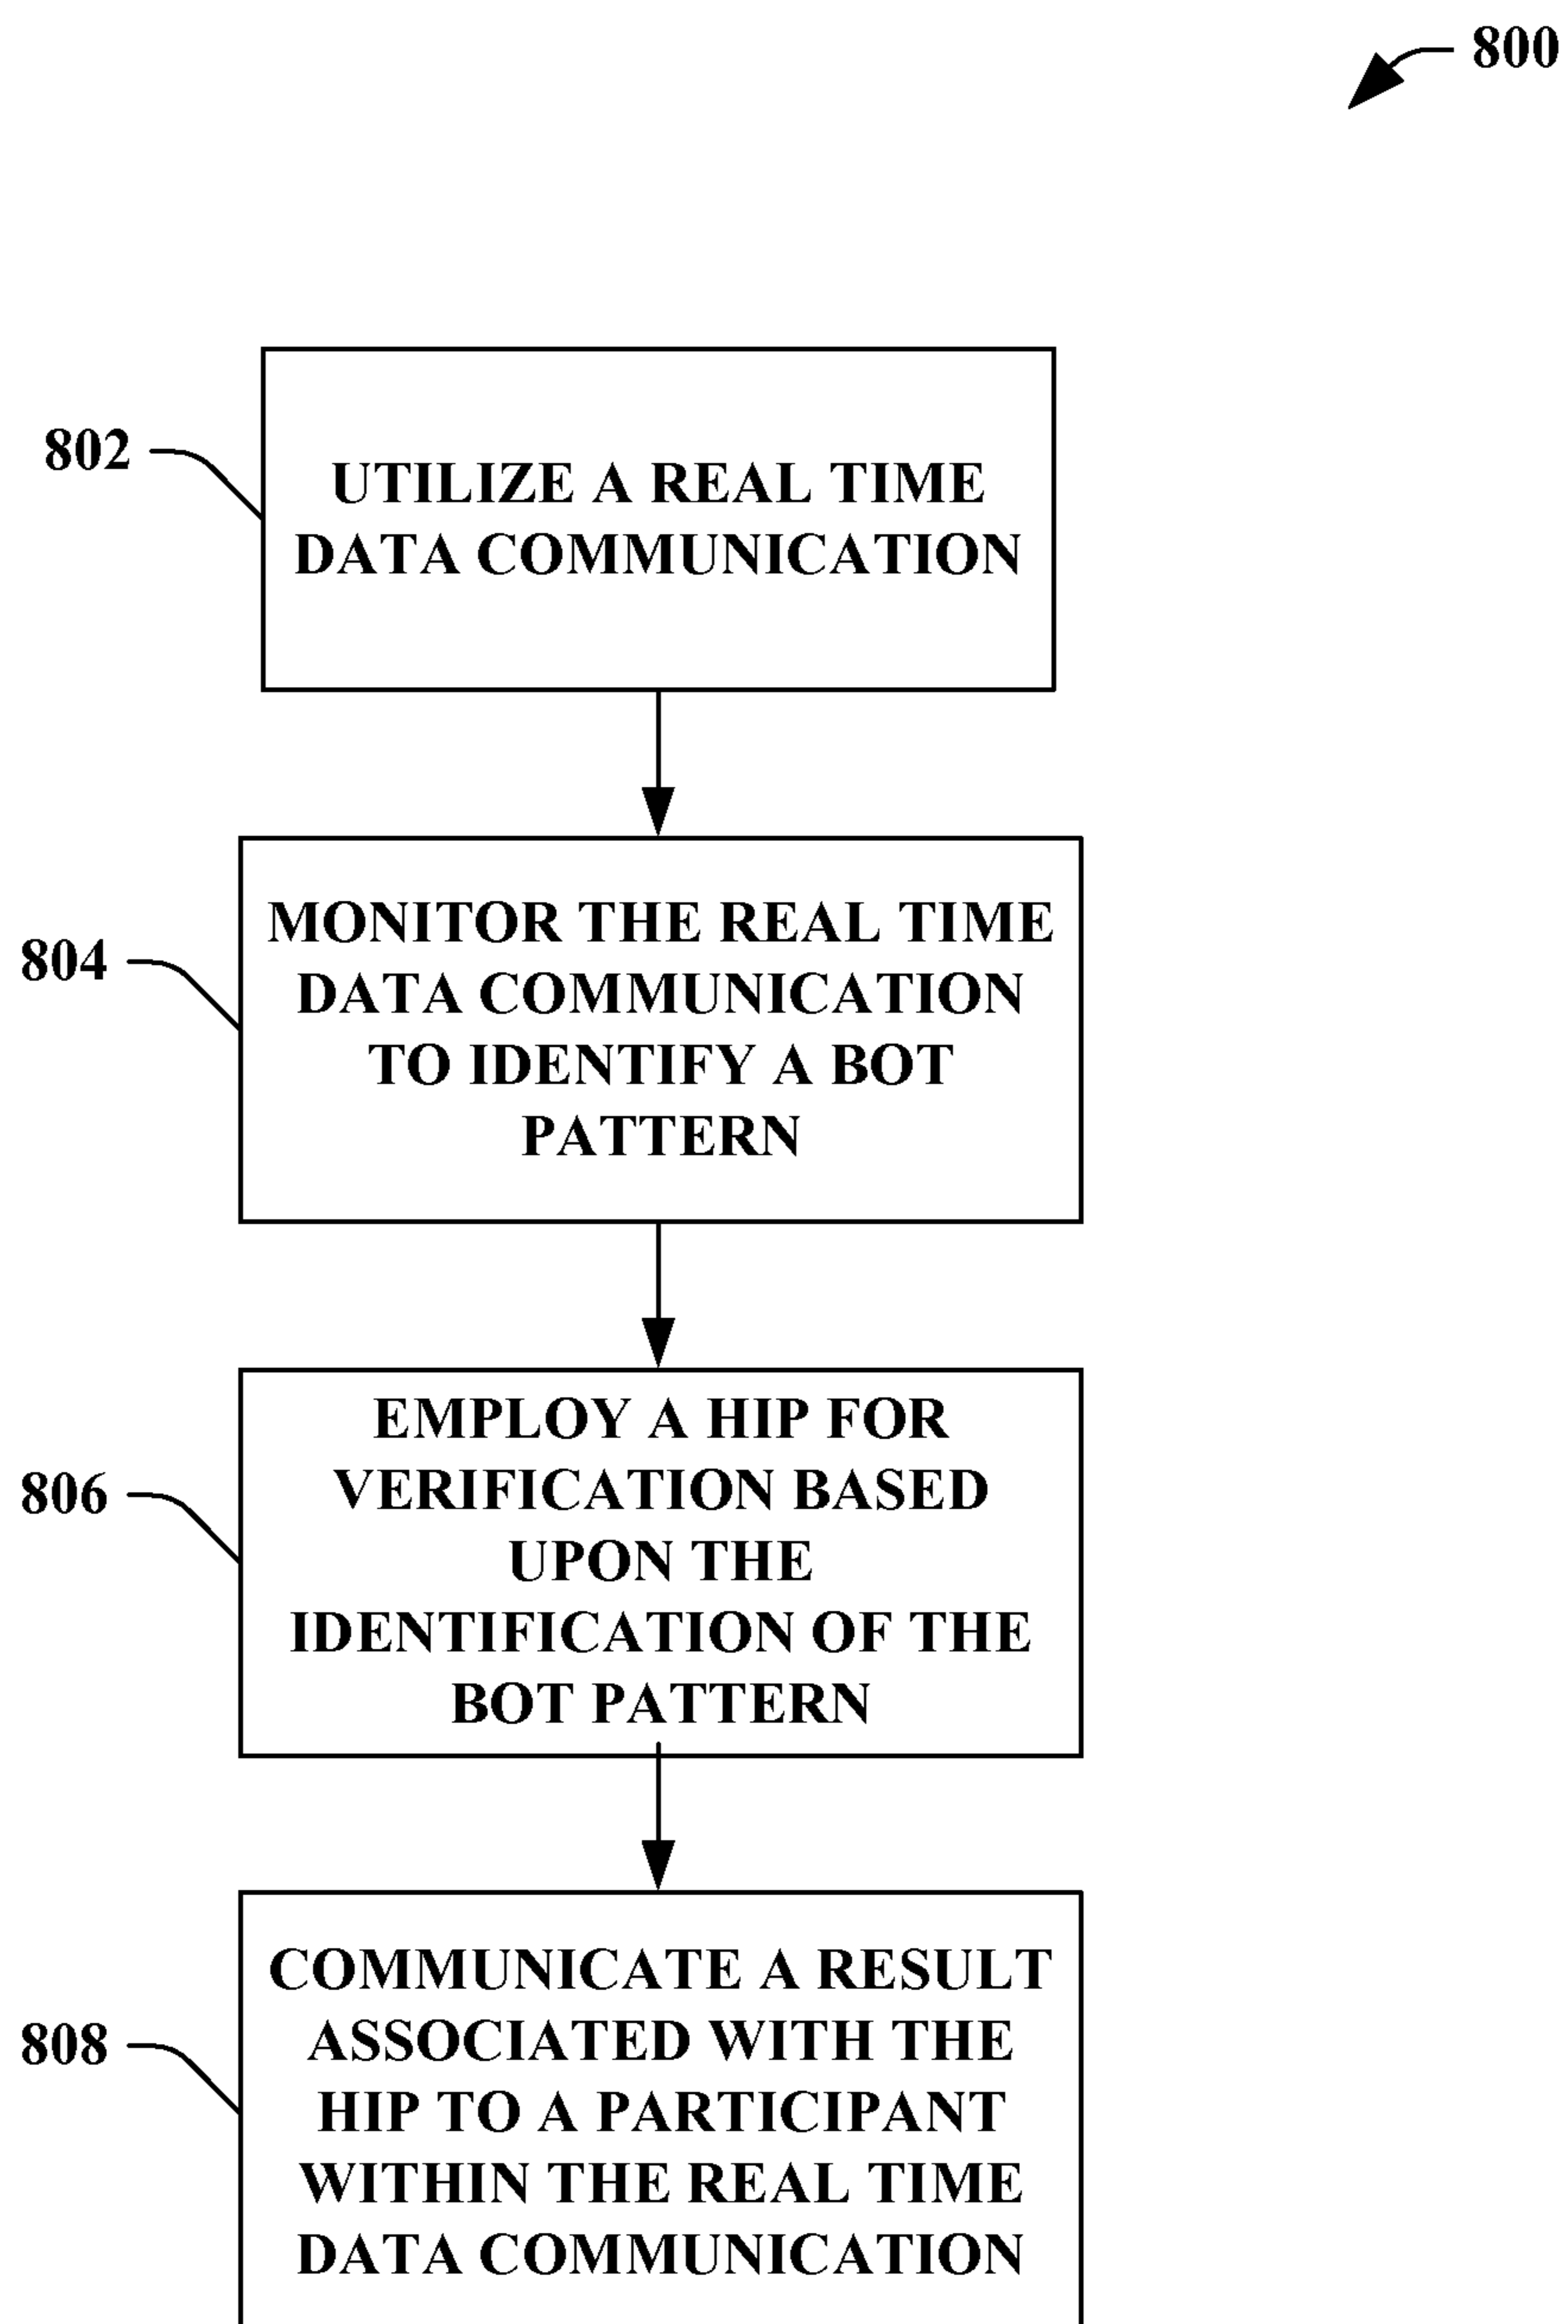 800
802
UTILIZE A REAL TIME
DATA COMMUNICATION
804
MONITOR THE REAL TIME
DATA COMMUNICATION
TO IDENTIFY A BOT
PATTERN
806
EMPLOY A HIP FOR
VERIFICATION BASED
UPON THE
IDENTIFICATION OF THE
BOT PATTERN
808
COMMUNICATE A RESULT
ASSOCIATED WITH THE
HIP TO A PARTICIPANT
WITHIN THE REAL TIME
DATA COMMUNICATION